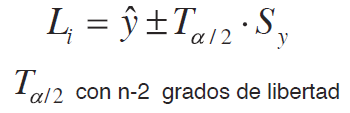 L_i = ŷ ± T_{α/2} · S_y
T_{α/2} con n-2 grados de libertad